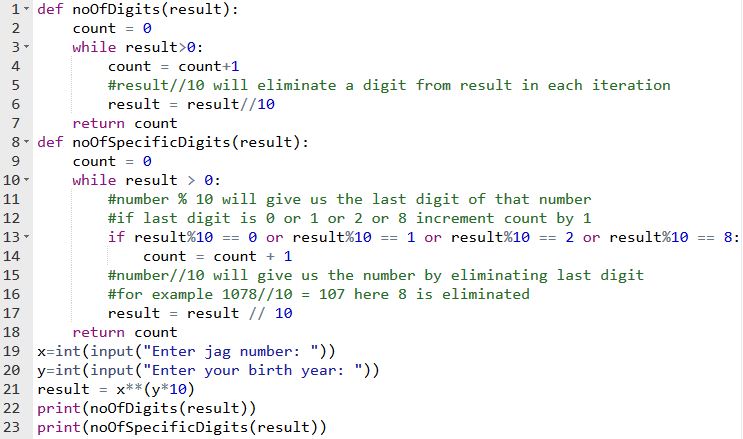 1 def noOfDigits(result):
2     count = 0
3     while result>0:
4         count = count+1
5         #result//10 will eliminate a digit from result in each iteration
6         result = result//10
7     return count
8 def noOfSpecificDigits(result):
9     count = 0
10     while result > 0:
11         #number % 10 will give us the last digit of that number
12         #if last digit is 0 or 1 or 2 or 8 increment count by 1
13         if result%10 == 0 or result%10 == 1 or result%10 == 2 or result%10 == 8:
14             count = count + 1
15         #number//10 will give us the number by eliminating last digit
16         #for example 1078//10 = 107 here 8 is eliminated
17         result = result // 10
18     return count
19 x=int(input("Enter jag number: "))
20 y=int(input("Enter your birth year: "))
21 result = x**(y*10)
22 print(noOfDigits(result))
23 print(noOfSpecificDigits(result))